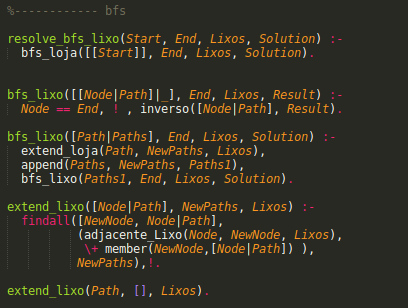 %------------ bfs
resolve_bfs_lixo(Start, End, Lixos, Solution) :-
bfs_loja([[Start]], End, Lixos, Solution).
bfs_lixo([[Node|Path]|_], End, Lixos, Result) :-
Node == End, ! , inverso([Node|Path], Result).
bfs_lixo([Path|Paths], End, Lixos, Solution) :-
extend_loja(Path, NewPaths, Lixos),
append(Paths, NewPaths, Paths1),
bfs_lixo(Paths1, End, Lixos, Solution).
extend_lixo([Node|Path], NewPaths, Lixos) :-
findall([NewNode, Node|Path],
(adjacente_Lixo(Node, NewNode, Lixos),
\+ member(NewNode,[Node|Path]) ),
NewPaths),!.
extend_lixo(Path, [], Lixos).